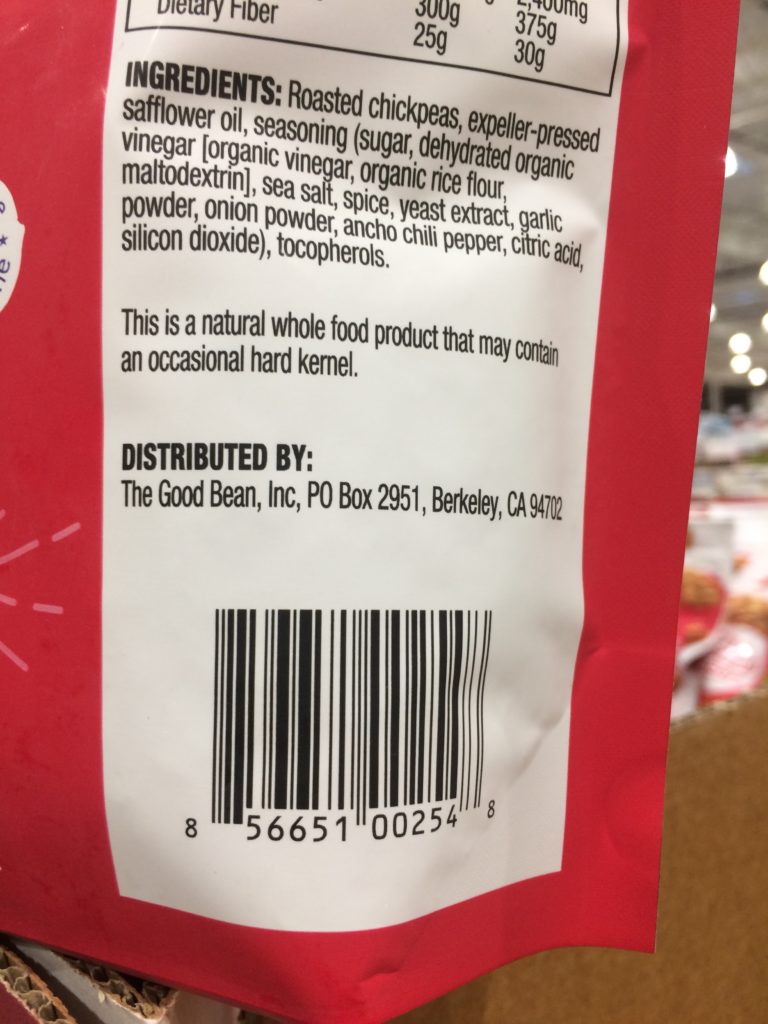 2,400mg
300g 375g
Dietary Fiber 25g 30g
INGREDIENTS: Roasted chickpeas, expeller-pressed
safflower oil, seasoning (sugar, dehydrated organic
vinegar [organic vinegar, organic rice flour,
maltodextrin], sea salt, spice, yeast extract, garlic
powder, onion powder, ancho chili pepper, citric acid,
silicon dioxide), tocopherols.
This is a natural whole food product that may contain
an occasional hard kernel.
DISTRIBUTED BY:
The Good Bean, Inc, PO Box 2951, Berkeley, CA 94702
8 56651 00254 8